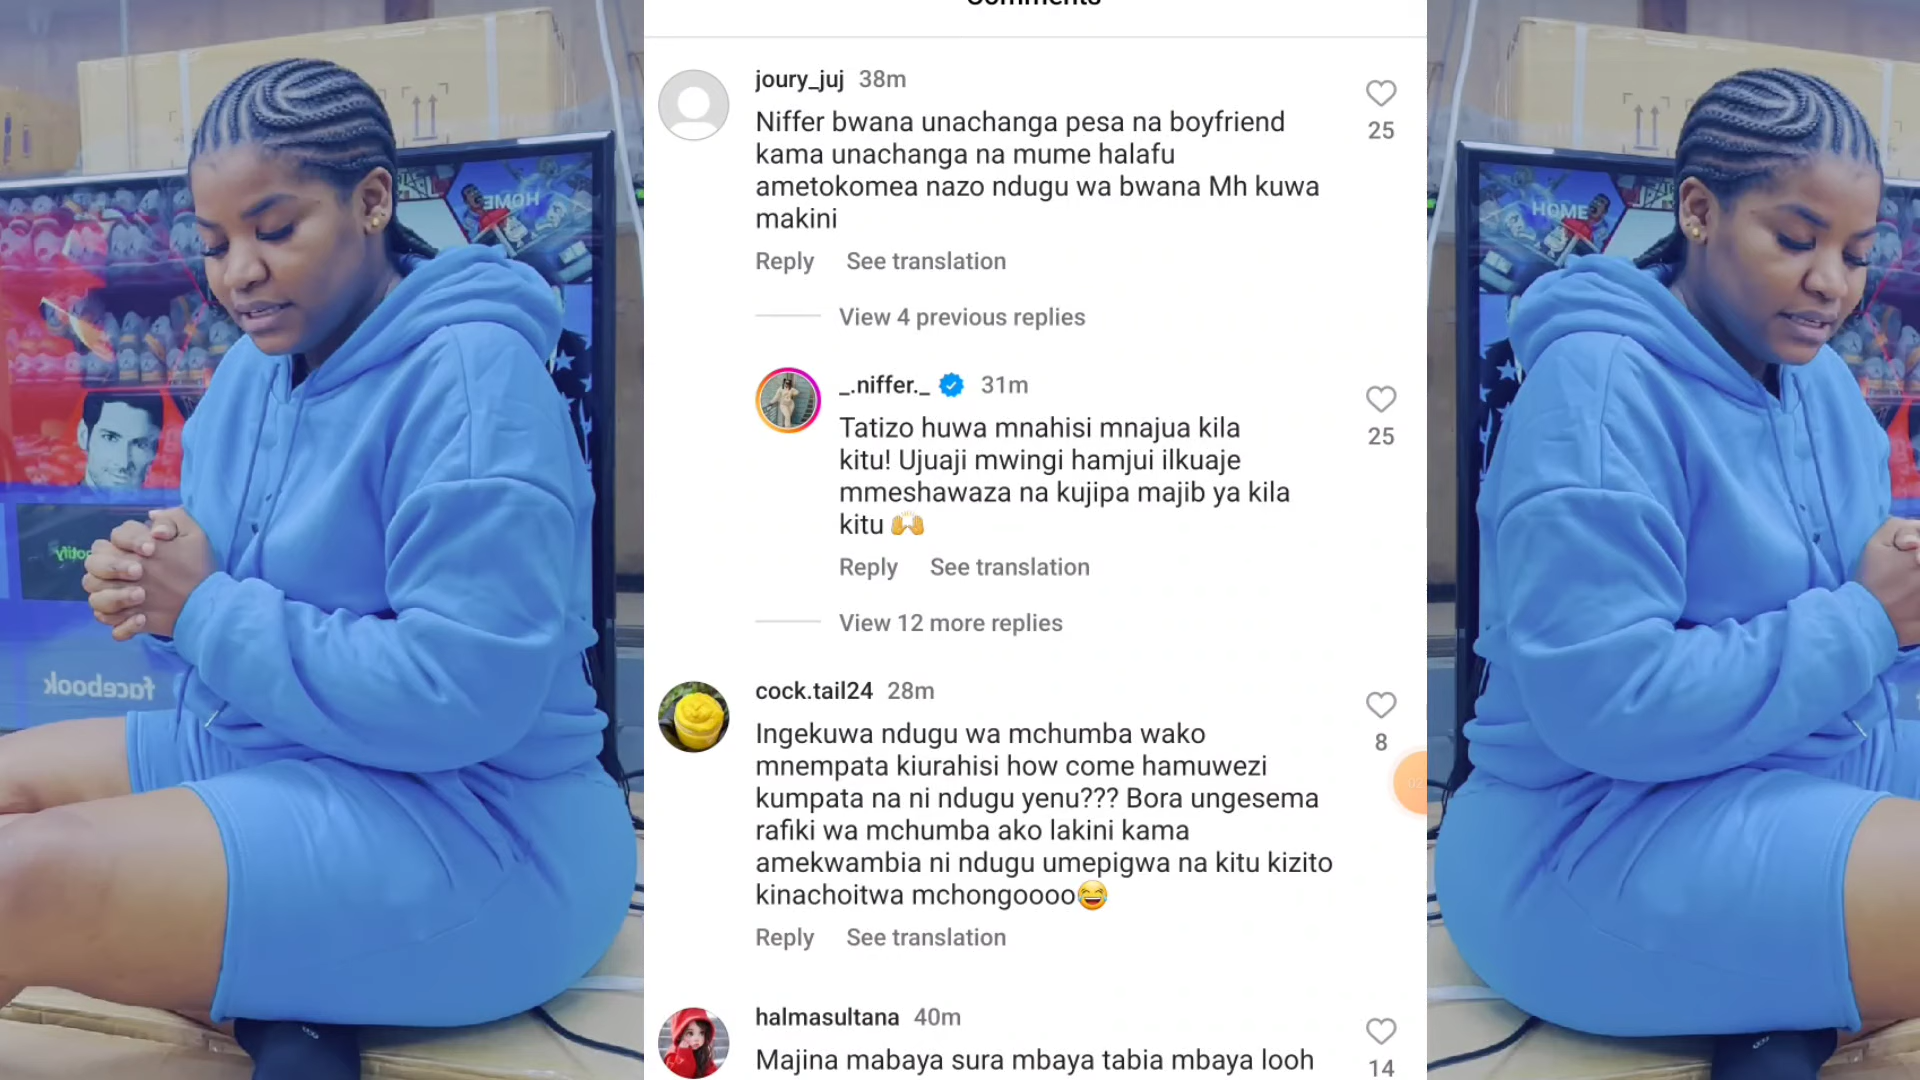 Comments
joury_juj 38m
Niffer bwana unachanga pesa na boyfriend
kama unachanga na mume halafu
ametokomea nazo ndugu wa bwana Mh kuwa
makini
25
Reply See translation
View 4 previous replies
_.niffer._ 31m
Tatizo huwa mnahisi mnajua kila
kitu! Ujuaji mwingi hamjui ilkuaje
mmeshawaza na kujipa majib ya kila
kitu 🙌
25
Reply See translation
View 12 more replies
cock.tail24 28m
Ingekuwa ndugu wa mchumba wako
mnempata kiurahisi how come hamuwezi
kumpata na ni ndugu yenu??? Bora ungesema
rafiki wa mchumba ako lakini kama
amekwambia ni ndugu umepigwa na kitu kizito
kinachoitwa mchongoooo😂
8
Reply See translation
halmasultana 40m
Majina mabaya sura mbaya tabia mbaya looh
14
HOME
facebook
HOME